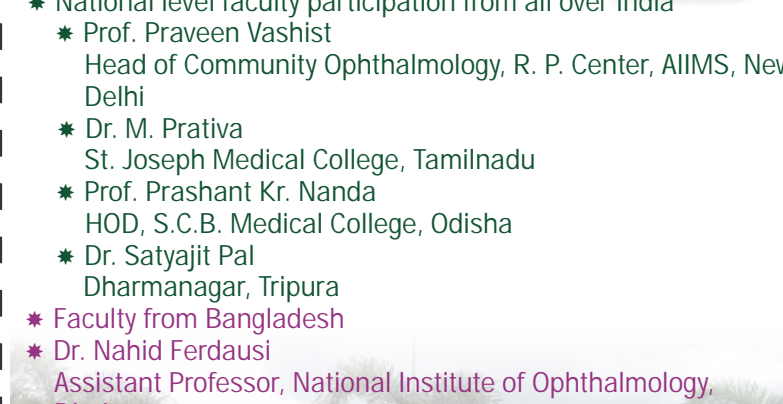 ✷ National level faculty participation from all over India
✷ Prof. Praveen Vashist
Head of Community Ophthalmology, R. P. Center, AIIMS, New
Delhi
✷ Dr. M. Prativa
St. Joseph Medical College, Tamilnadu
✷ Prof. Prashant Kr. Nanda
HOD, S.C.B. Medical College, Odisha
✷ Dr. Satyajit Pal
Dharmanagar, Tripura
✷ Faculty from Bangladesh
✷ Dr. Nahid Ferdausi
Assistant Professor, National Institute of Ophthalmology,